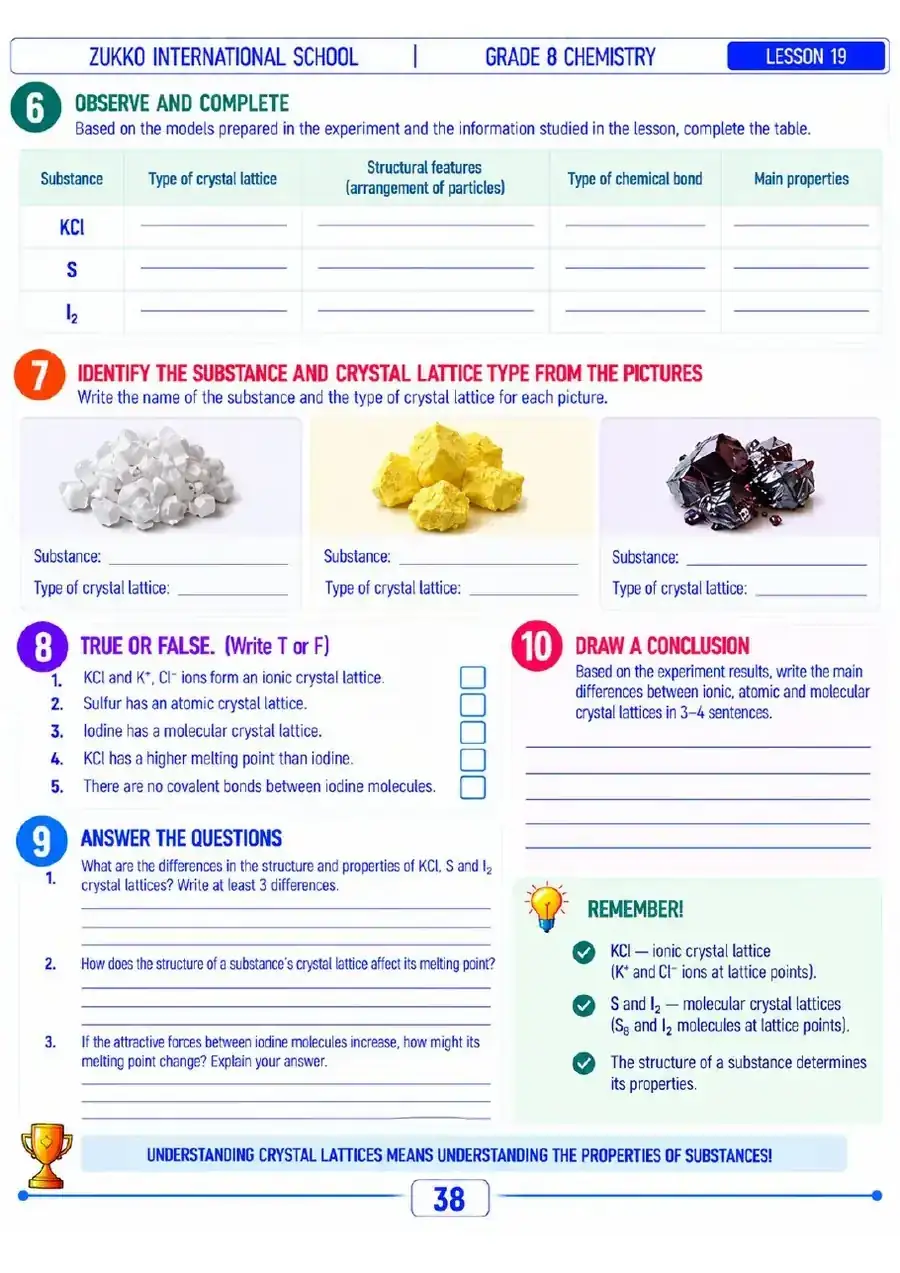 ZUKKO INTERNATIONAL SCHOOL | GRADE 8 CHEMISTRY LESSON 19
6 OBSERVE AND COMPLETE
Based on the models prepared in the experiment and the information studied in the lesson, complete the table.
Substance Type of crystal lattice Structural features (arrangement of particles) Type of chemical bond Main properties
KCl
S
I₂
7 IDENTIFY THE SUBSTANCE AND CRYSTAL LATTICE TYPE FROM THE PICTURES
Write the name of the substance and the type of crystal lattice for each picture.
Substance: Substance: Substance:
Type of crystal lattice: Type of crystal lattice: Type of crystal lattice:
8 TRUE OR FALSE. (Write T or F)
1. KCl and K⁺, Cl⁻ ions form an ionic crystal lattice.
2. Sulfur has an atomic crystal lattice.
3. Iodine has a molecular crystal lattice.
4. KCl has a higher melting point than iodine.
5. There are no covalent bonds between iodine molecules.
9 ANSWER THE QUESTIONS
1. What are the differences in the structure and properties of KCl, S and I₂
crystal lattices? Write at least 3 differences.
2. How does the structure of a substance's crystal lattice affect its melting point?
3. If the attractive forces between iodine molecules increase, how might its
melting point change? Explain your answer.
10 DRAW A CONCLUSION
Based on the experiment results, write the main
differences between ionic, atomic and molecular
crystal lattices in 3–4 sentences.
REMEMBER!
KCl — ionic crystal lattice
(K⁺ and Cl⁻ ions at lattice points).
S and I₂ — molecular crystal lattices
(S₈ and I₂ molecules at lattice points).
The structure of a substance determines
its properties.
UNDERSTANDING CRYSTAL LATTICES MEANS UNDERSTANDING THE PROPERTIES OF SUBSTANCES!
38